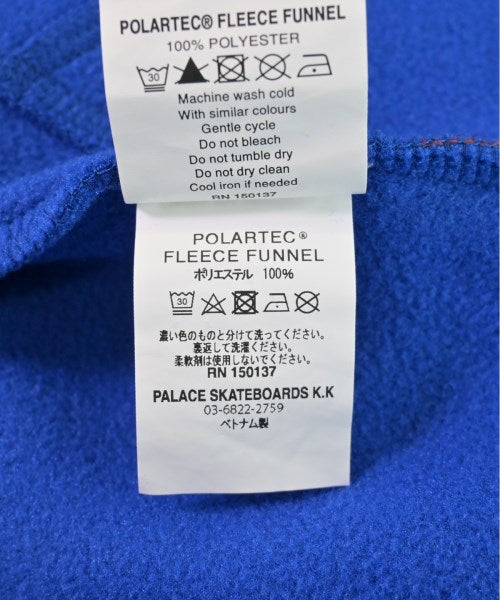 POLARTEC® FLEECE FUNNEL
100% POLYESTER
30
Machine wash cold
With similar colours
Gentle cycle
Do not bleach
Do not tumble dry
Do not dry clean
Cool iron if needed
RN 150137
POLARTEC®
FLEECE FUNNEL
ポリエステル 100%
30
濃い色のものと分けて洗ってください。
裏返して洗濯ください。
柔軟剤は使用しないでください。
RN 150137
PALACE SKATEBOARDS K.K
03-6822-2759
ベトナム製